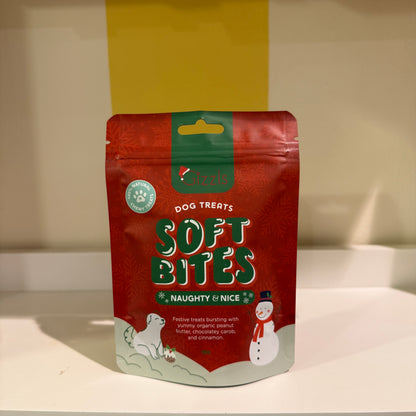 DOG TREATS
SOFT
BITES
NAUGHTY & NICE
Festive treats bursting with
yummy organic peanut
butter, chocolatey carob,
and cinnamon.